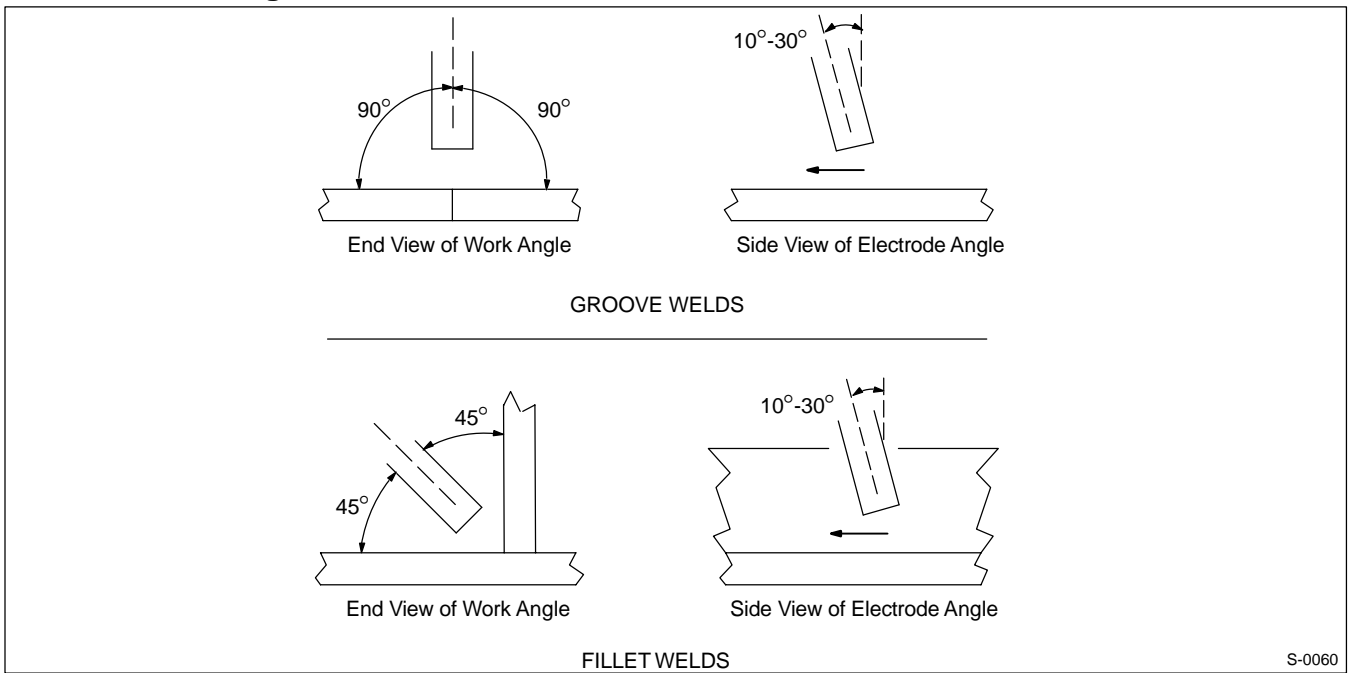 10°-30°
90° 90°
End View of Work Angle Side View of Electrode Angle
GROOVE WELDS
45° 10°-30°
45°
End View of Work Angle Side View of Electrode Angle
FILLET WELDS
S-0060